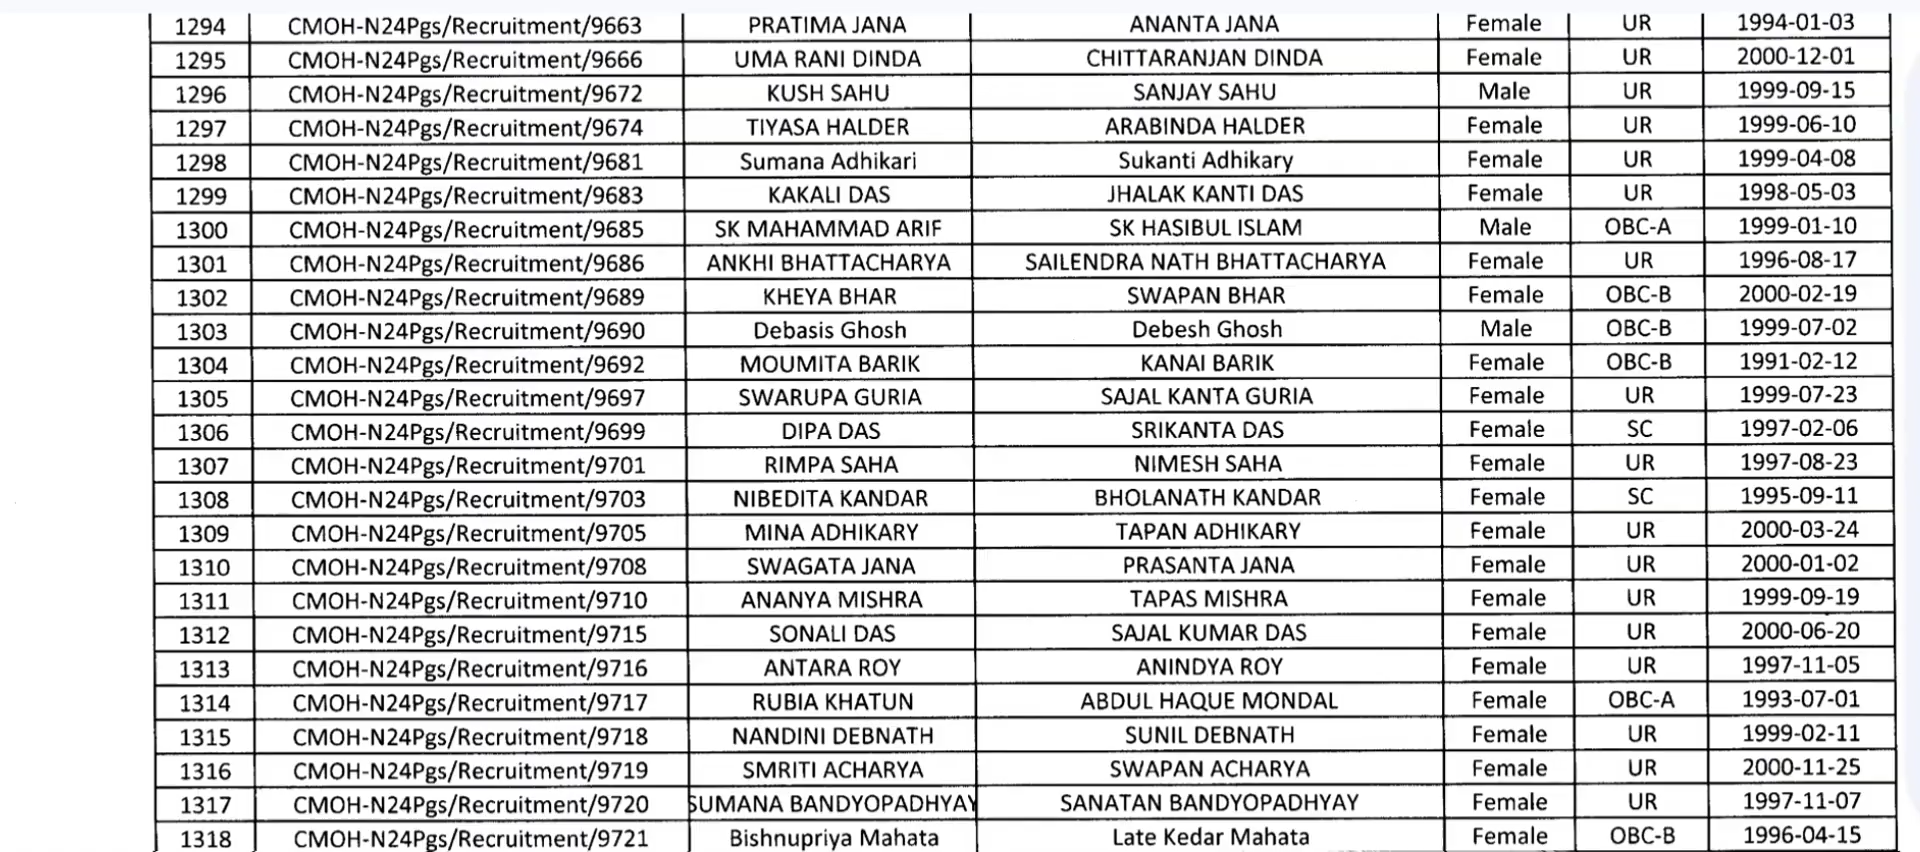 1294 CMOH-N24Pgs/Recruitment/9663 PRATIMA JANA ANANTA JANA Female UR 1994-01-03
1295 CMOH-N24Pgs/Recruitment/9666 UMA RANI DINDA CHITTARANJAN DINDA Female UR 2000-12-01
1296 CMOH-N24Pgs/Recruitment/9672 KUSH SAHU SANJAY SAHU Male UR 1999-09-15
1297 CMOH-N24Pgs/Recruitment/9674 TIYASA HALDER ARABINDA HALDER Female UR 1999-06-10
1298 CMOH-N24Pgs/Recruitment/9681 Sumana Adhikari Sukanti Adhikary Female UR 1999-04-08
1299 CMOH-N24Pgs/Recruitment/9683 KAKALI DAS JHALAK KANTI DAS Female UR 1998-05-03
1300 CMOH-N24Pgs/Recruitment/9685 SK MAHAMMAD ARIF SK HASIBUL ISLAM Male OBC-A 1999-01-10
1301 CMOH-N24Pgs/Recruitment/9686 ANKHI BHATTACHARYA SAILENDRA NATH BHATTACHARYA Female UR 1996-08-17
1302 CMOH-N24Pgs/Recruitment/9689 KHEYA BHAR SWAPAN BHAR Female OBC-B 2000-02-19
1303 CMOH-N24Pgs/Recruitment/9690 Debasis Ghosh Debesh Ghosh Male OBC-B 1999-07-02
1304 CMOH-N24Pgs/Recruitment/9692 MOUMITA BARIK KANAI BARIK Female OBC-B 1991-02-12
1305 CMOH-N24Pgs/Recruitment/9697 SWARUPA GURIA SAJAL KANTA GURIA Female UR 1999-07-23
1306 CMOH-N24Pgs/Recruitment/9699 DIPA DAS SRIKANTA DAS Female SC 1997-02-06
1307 CMOH-N24Pgs/Recruitment/9701 RIMPA SAHA NIMESH SAHA Female UR 1997-08-23
1308 CMOH-N24Pgs/Recruitment/9703 NIBEDITA KANDAR BHOLANATH KANDAR Female SC 1995-09-11
1309 CMOH-N24Pgs/Recruitment/9705 MINA ADHIKARY TAPAN ADHIKARY Female UR 2000-03-24
1310 CMOH-N24Pgs/Recruitment/9708 SWAGATA JANA PRASANTA JANA Female UR 2000-01-02
1311 CMOH-N24Pgs/Recruitment/9710 ANANYA MISHRA TAPAS MISHRA Female UR 1999-09-19
1312 CMOH-N24Pgs/Recruitment/9715 SONALI DAS SAJAL KUMAR DAS Female UR 2000-06-20
1313 CMOH-N24Pgs/Recruitment/9716 ANTARA ROY ANINDYA ROY Female UR 1997-11-05
1314 CMOH-N24Pgs/Recruitment/9717 RUBIA KHATUN ABDUL HAQUE MONDAL Female OBC-A 1993-07-01
1315 CMOH-N24Pgs/Recruitment/9718 NANDINI DEBNATH SUNIL DEBNATH Female UR 1999-02-11
1316 CMOH-N24Pgs/Recruitment/9719 SMRITI ACHARYA SWAPAN ACHARYA Female UR 2000-11-25
1317 CMOH-N24Pgs/Recruitment/9720 SUMANA BANDYOPADHYAY SANATAN BANDYOPADHYAY Female UR 1997-11-07
1318 CMOH-N24Pgs/Recruitment/9721 Bishnupriya Mahata Late Kedar Mahata Female OBC-B 1996-04-15